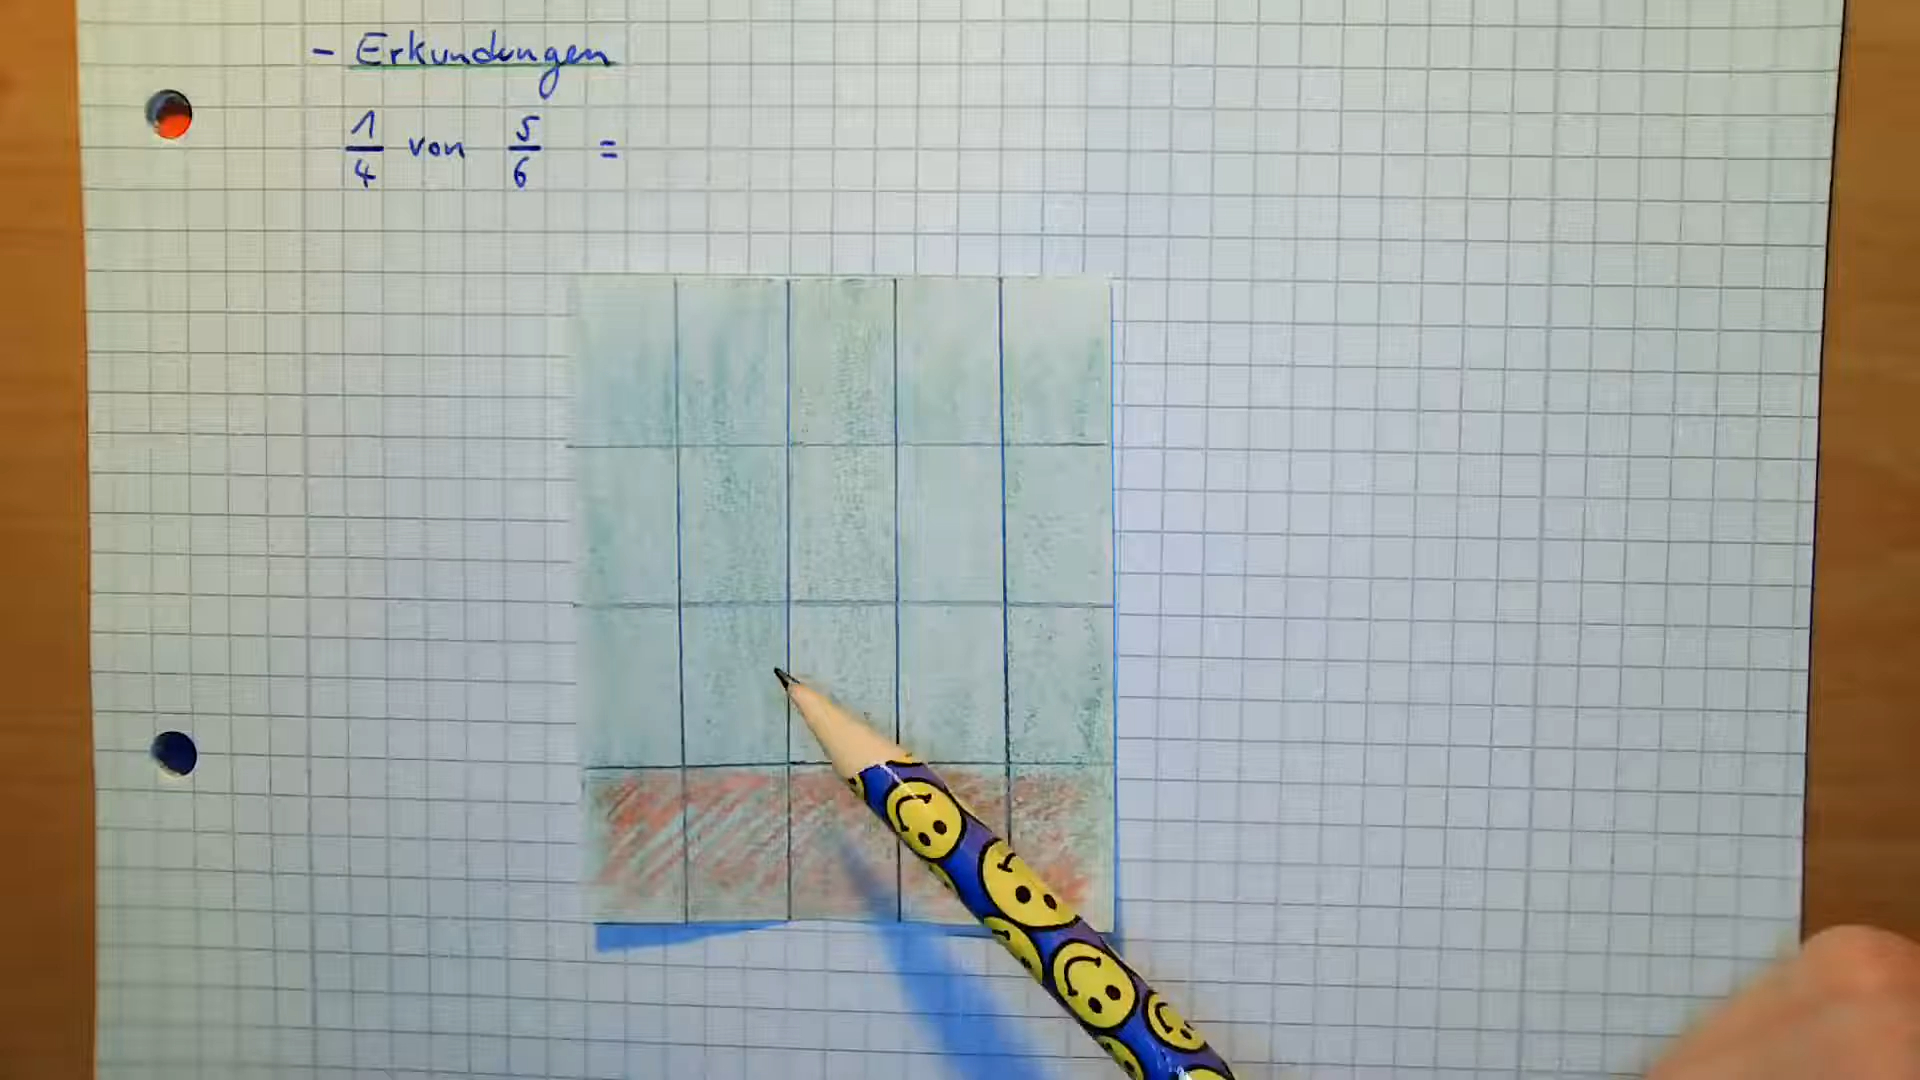 - Erkundungen
1/4 von 5/6 =